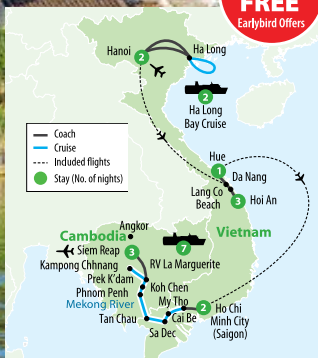 FREE
Earlybird Offers
Hanoi
Ha Long
2
2
Ha Long
Bay Cruise
Coach
Cruise
Included flights
Stay (No. of nights)
Hue
1
Da Nang
Lang Co
Beach
3
Hoi An
Angkor
Cambodia
Vietnam
Siem Reap
3
7
RV La Marguerite
Kampong Chhnang
Prek K'dam
Koh Chen
Phnom Penh
My Tho
Mekong River
2
Ho Chi
Minh City
(Saigon)
Tan Chau
Cai Be
Sa Dec